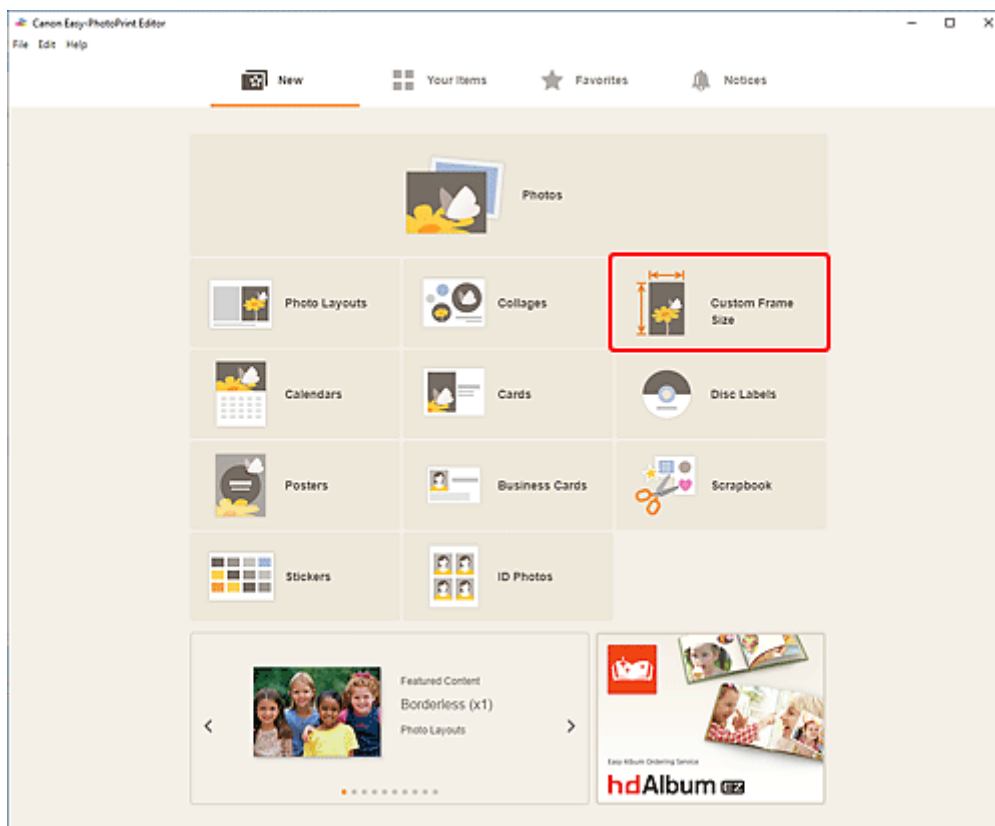 Canon Easy-PhotoPrint Editor
File Edit Help
New
Your Items
Favorites
Notices
Photos
Photo Layouts
Collages
Custom Frame
Size
Calendars
Cards
Disc Labels
Posters
Business Cards
Scrapbook
Stickers
ID Photos
Featured Content
Borderless (x1)
Photo Layouts
Easy Album Ordering Service
hdAlbum EZ